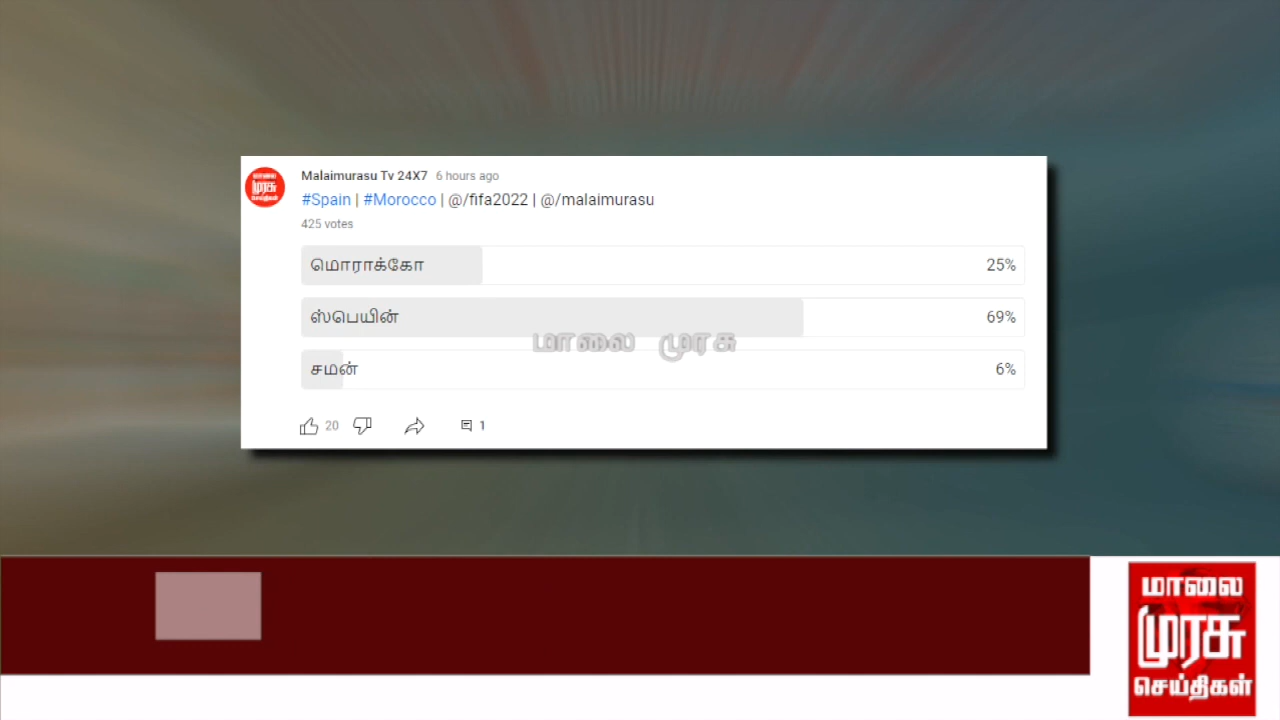 Malaimurasu Tv 24X7 6 hours ago
#Spain | #Morocco | @/fifa2022 | @/malaimurasu
425 votes
மொராக்கோ 25%
ஸ்பெயின் 69%
மாலை முரசு
சமன் 6%
20 1
மாலை
முரசு
செய்திகள்